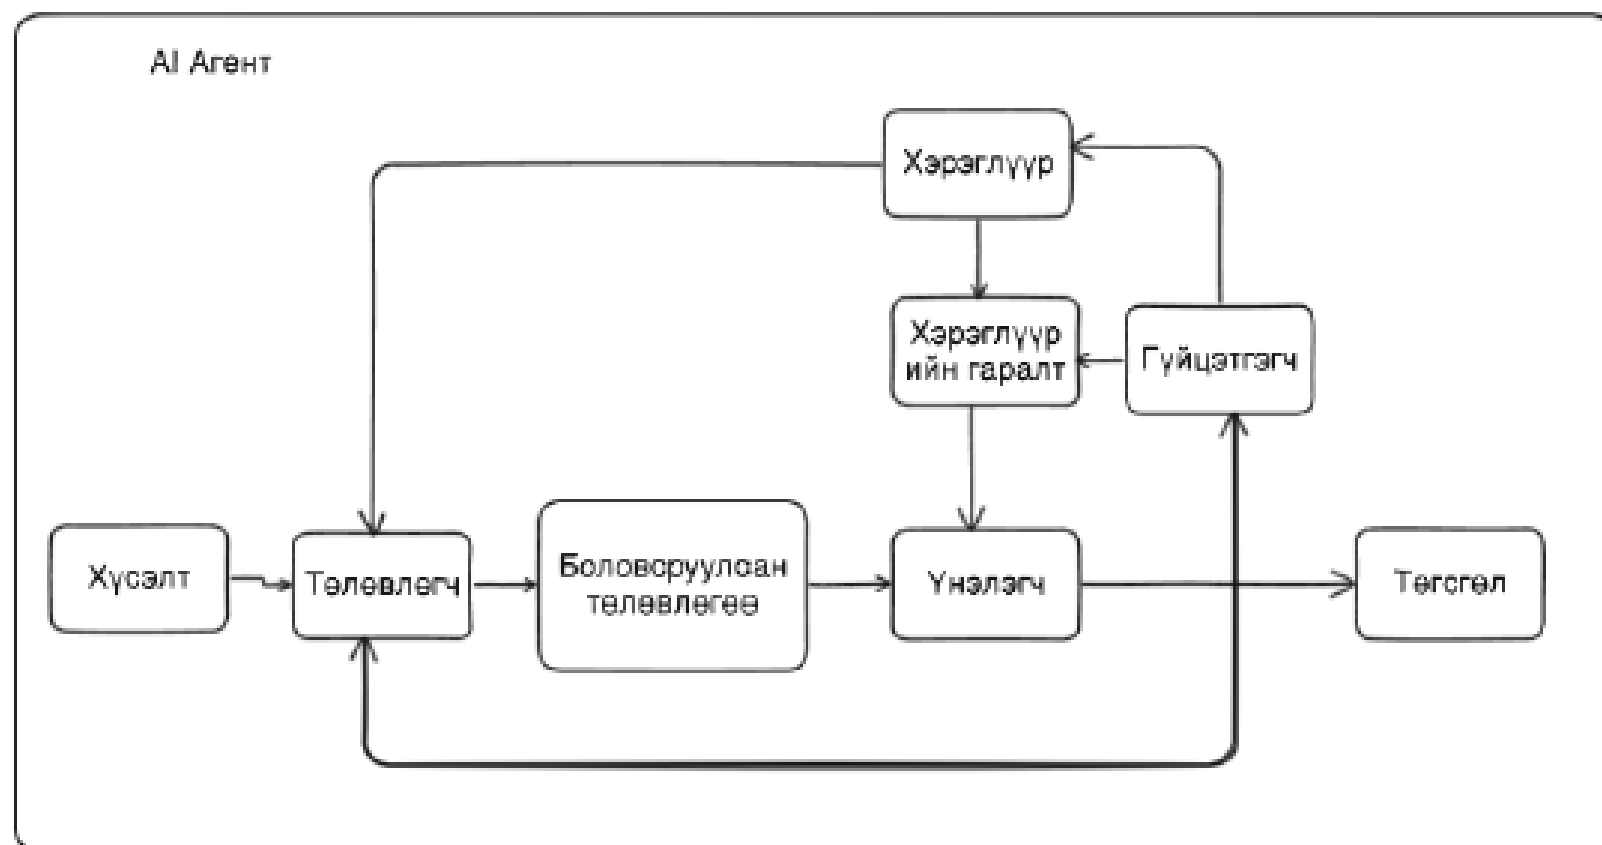 AI Агент
Хэрэглүүр
Хэрэглүүр
ийн гаралт
Гүйцэтгэгч
Хүсэлт
Төлөвлөгч
Боловсруулсан
төлөвлөгөө
Үнэлэгч
Төгсгөл